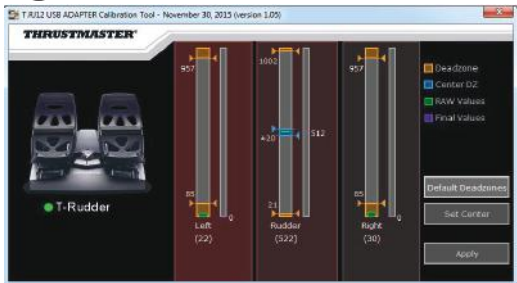 T.RJ12 USB ADAPTER Calibration Tool - November 30, 2015 (version 1.05)
THRUSTMASTER®
957
1002
957
Deadzone
Center DZ
±20
512
RAW Values
Final Values
85
21
85
Default Deadzones
T-Rudder
0
0
Left
Rudder
Right
Set Center
(22)
(522)
(30)
Apply